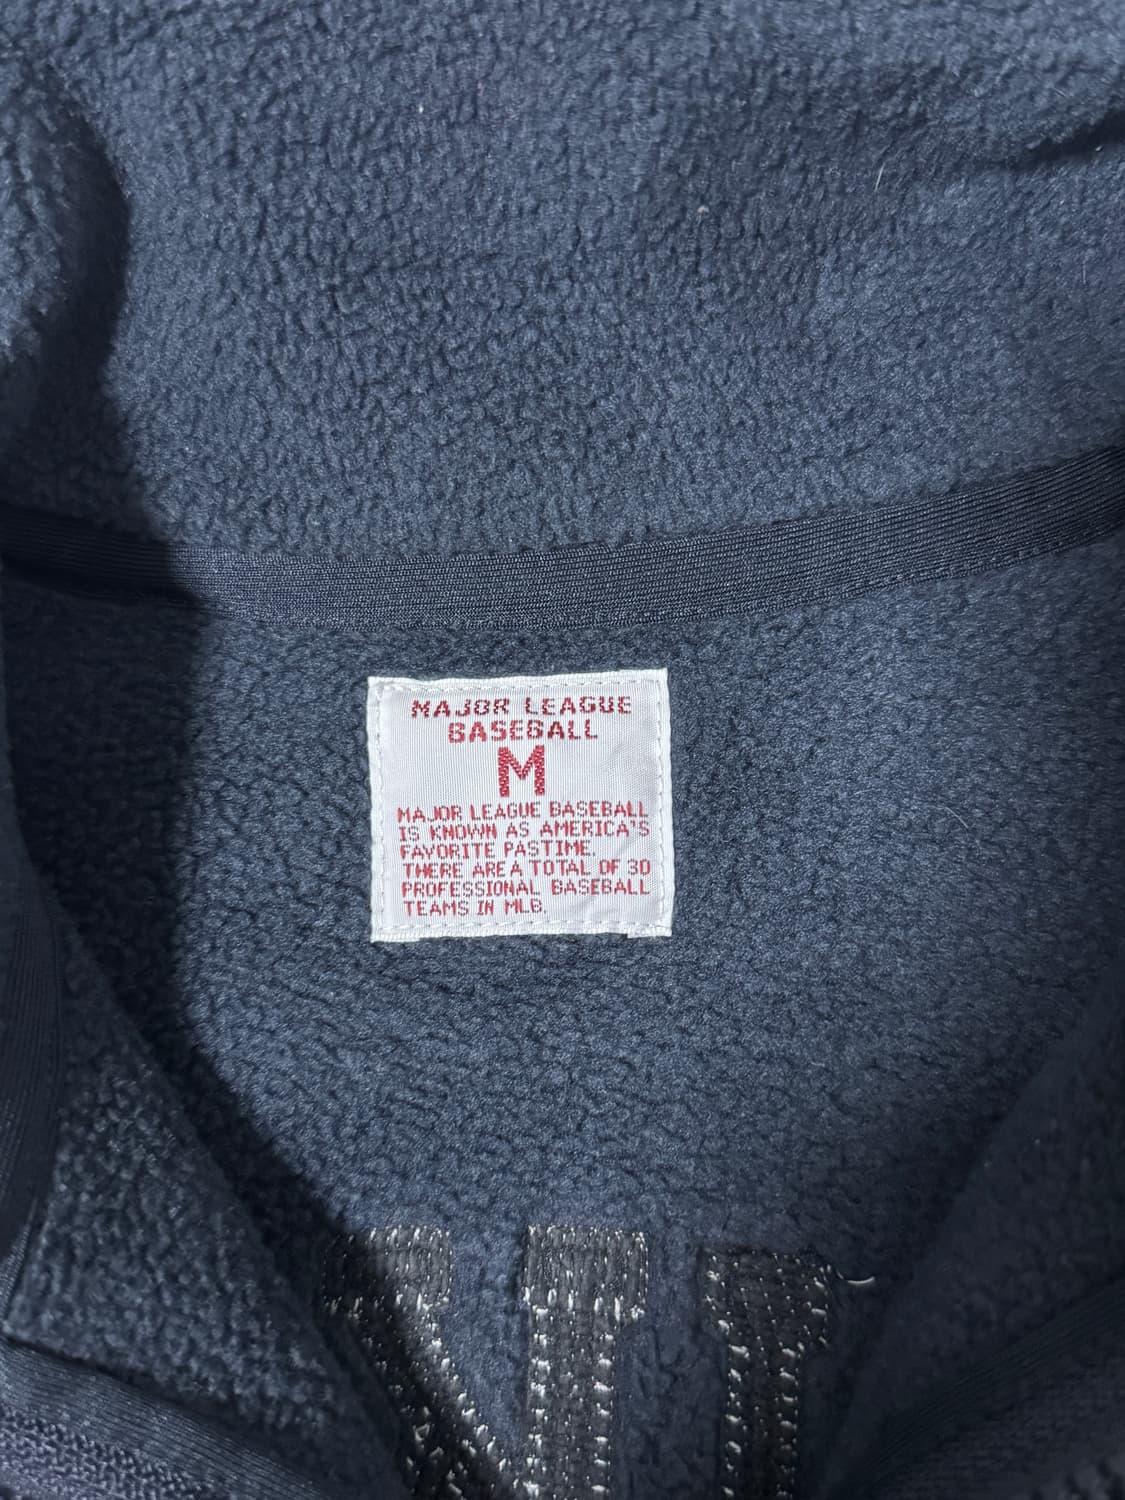 MAJOR LEAGUE
BASEBALL
M
MAJOR LEAGUE BASEBALL
IS KNOWN AS AMERICA'S
FAVORITE PASTIME.
THERE ARE A TOTAL OF 30
PROFESSIONAL BASEBALL
TEAMS IN MLB.